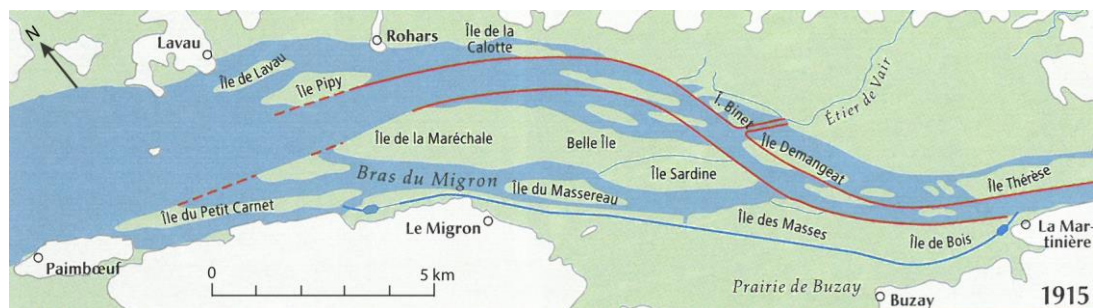 N
Lavau
Rohars
Île de la
Calotte
Île de Lavau
Île Pipy
Étier de Vair
I. Binet
Île de la Maréchale
Belle Île
Île Demangeat
Bras du Migron
Île Sardine
Île Thérèse
Île du Massereau
Île du Petit Carnet
Le Migron
Île des Masses
Île de Bois
La Mar-
tinière
Paimbœuf
0
5 km
Prairie de Buzay
Buzay
1915